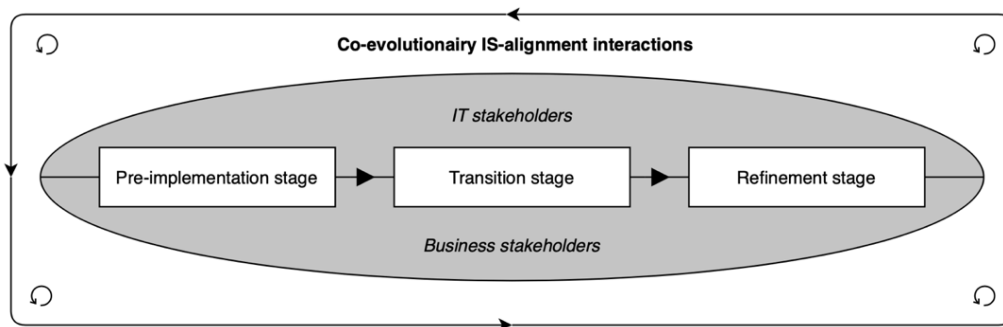 Co-evolutionairy IS-alignment interactions
IT stakeholders
Pre-implementation stage
Transition stage
Refinement stage
Business stakeholders